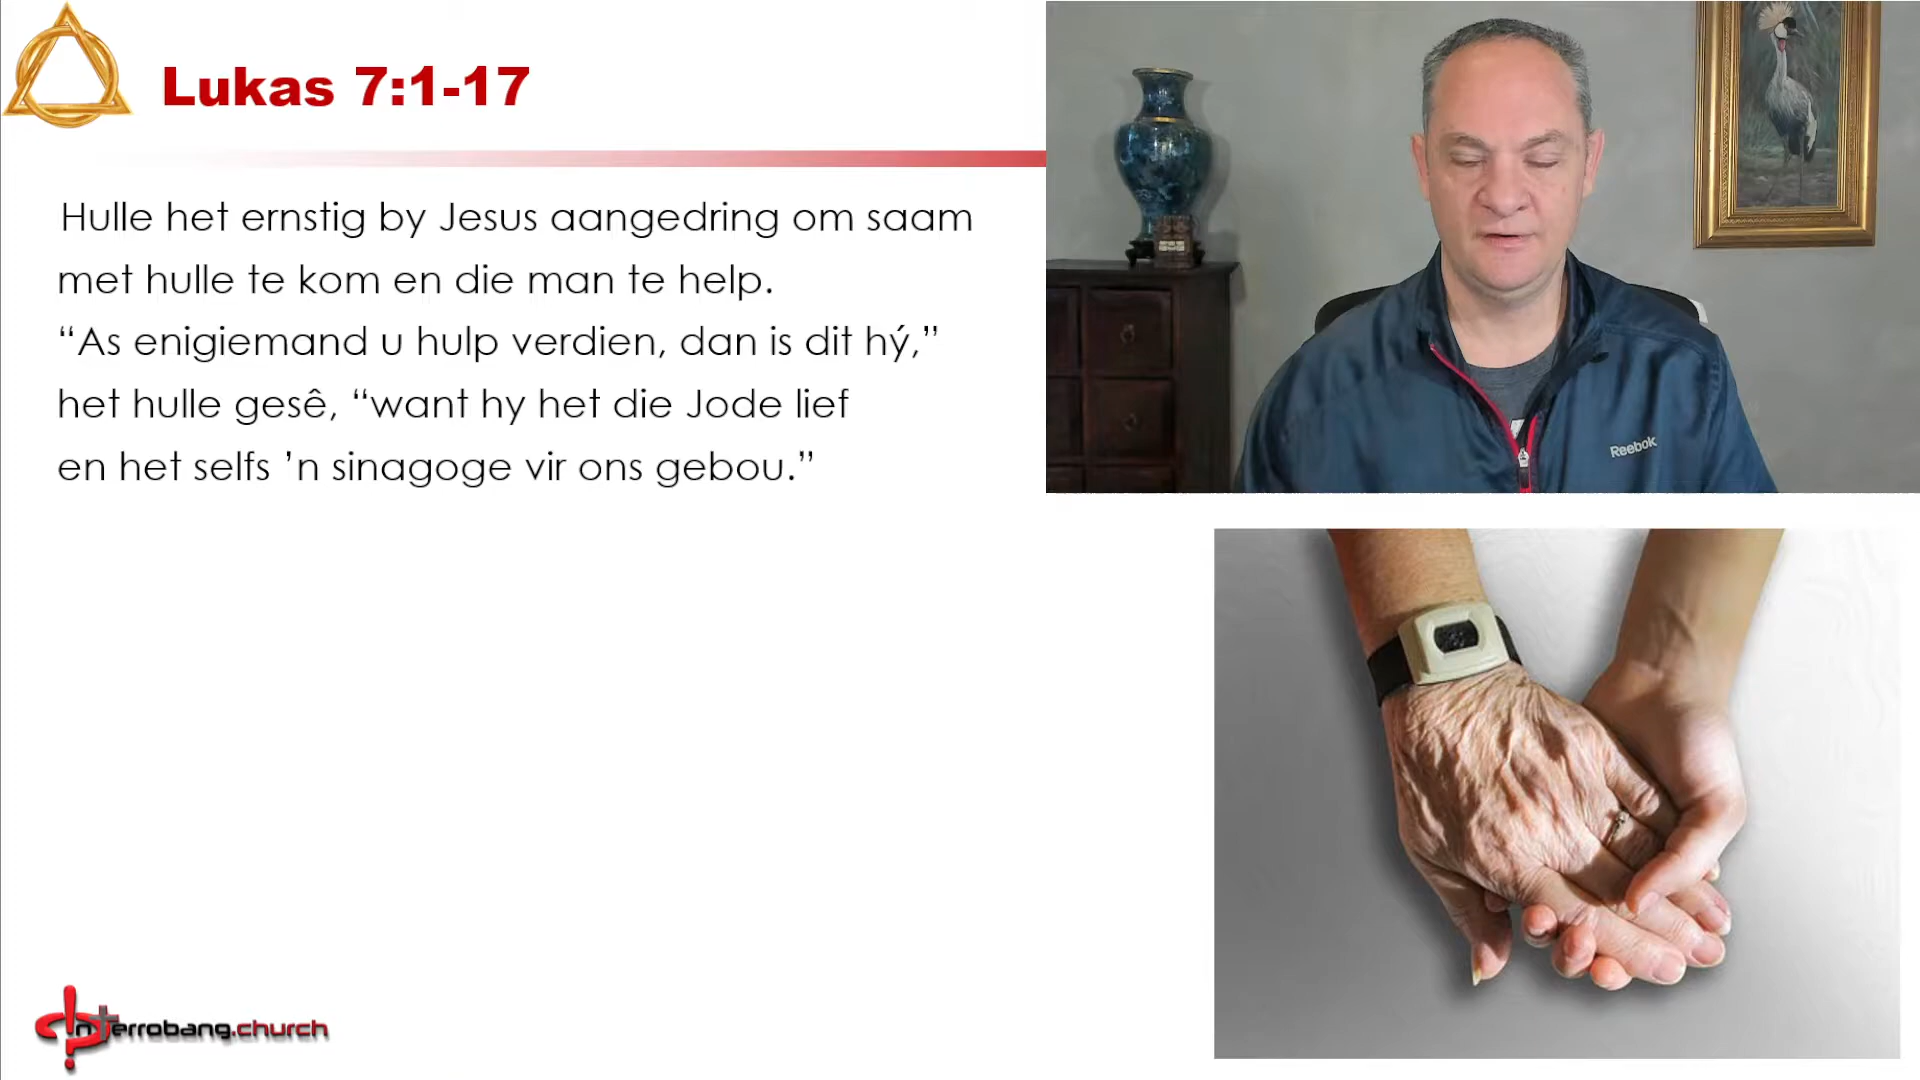 Lukas 7:1-17
Hulle het ernstig by Jesus aangedring om saam
met hulle te kom en die man te help.
“As enigiemand u hulp verdien, dan is dit hý,”
het hulle gesê, “want hy het die Jode lief
en het selfs ’n sinagoge vir ons gebou.”
Reebok
Interrobang.church